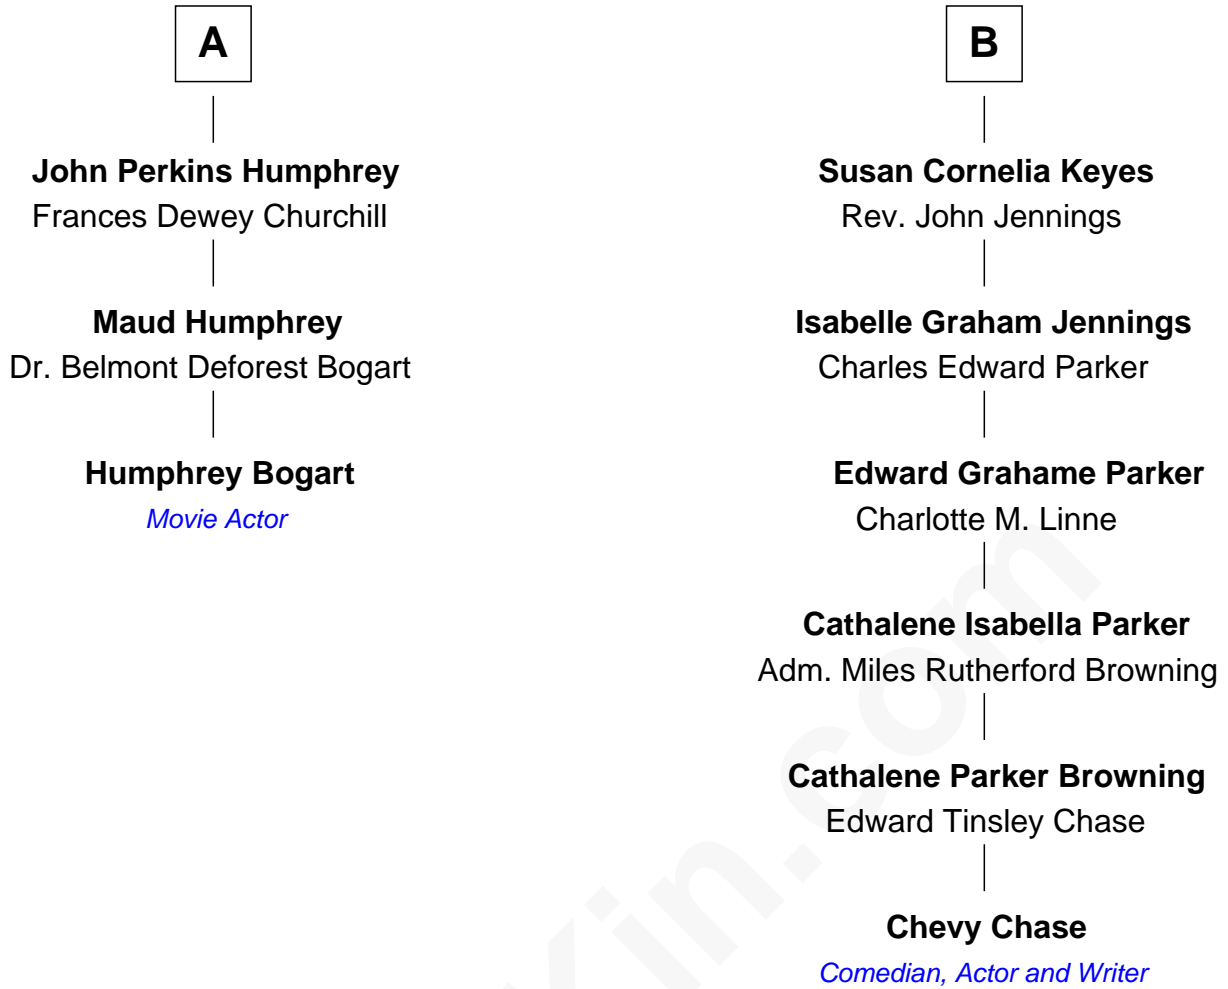 A
John Perkins Humphrey
Frances Dewey Churchill
Maud Humphrey
Dr. Belmont Deforest Bogart
Humphrey Bogart
Movie Actor
B
Susan Cornelia Keyes
Rev. John Jennings
Isabelle Graham Jennings
Charles Edward Parker
Edward Grahame Parker
Charlotte M. Linne
Cathalene Isabella Parker
Adm. Miles Rutherford Browning
Cathalene Parker Browning
Edward Tinsley Chase
Chevy Chase
Comedian, Actor and Writer
Kin.com